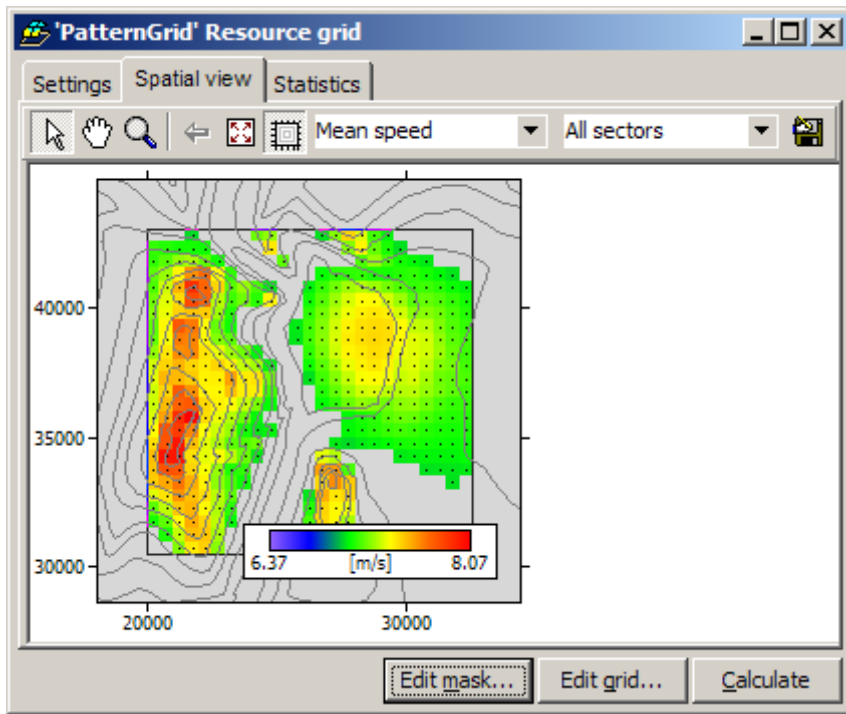 'PatternGrid' Resource grid
Settings Spatial view Statistics
Mean speed All sectors
40000
35000
30000
6.37 [m/s] 8.07
20000 30000
Edit mask... Edit grid... Calculate